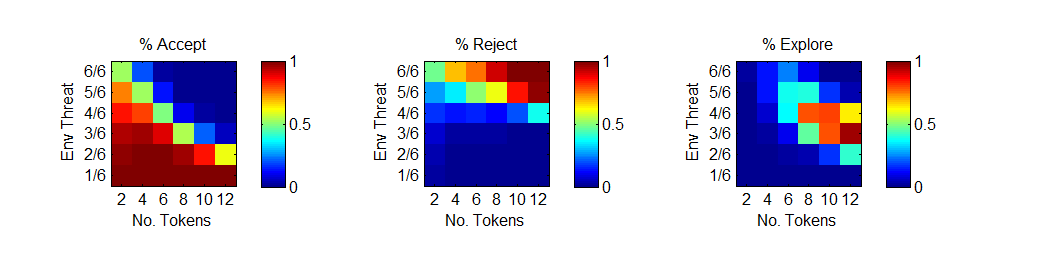 % Accept
6/6
5/6
4/6
3/6
2/6
1/6
Env Threat
2 4 6 8 10 12
No. Tokens
1
0.5
0
% Reject
6/6
5/6
4/6
3/6
2/6
1/6
Env Threat
2 4 6 8 10 12
No. Tokens
1
0.5
0
% Explore
6/6
5/6
4/6
3/6
2/6
1/6
Env Threat
2 4 6 8 10 12
No. Tokens
1
0.5
0